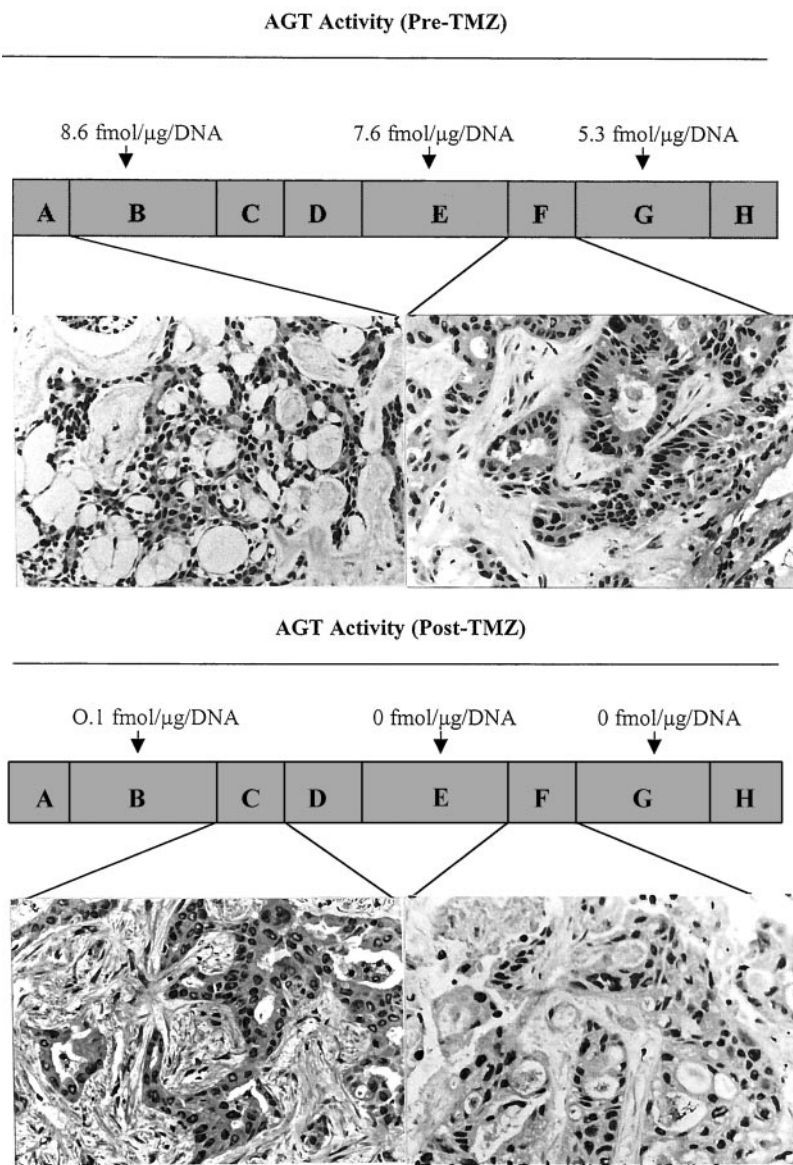 AGT Activity (Pre-TMZ)
8.6 fmol/μg/DNA 7.6 fmol/μg/DNA 5.3 fmol/μg/DNA
A B C D E F G H
AGT Activity (Post-TMZ)
O.1 fmol/μg/DNA 0 fmol/μg/DNA 0 fmol/μg/DNA
A B C D E F G H